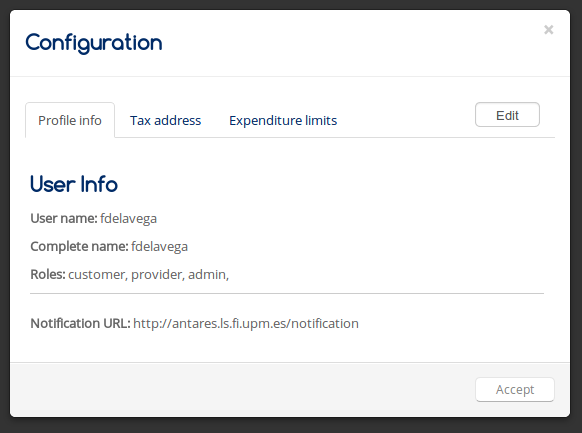 Configuration
×
Profile info Tax address Expenditure limits Edit
User Info
User name: fdelavega
Complete name: fdelavega
Roles: customer, provider, admin,
Notification URL: http://antares.ls.fi.upm.es/notification
Accept